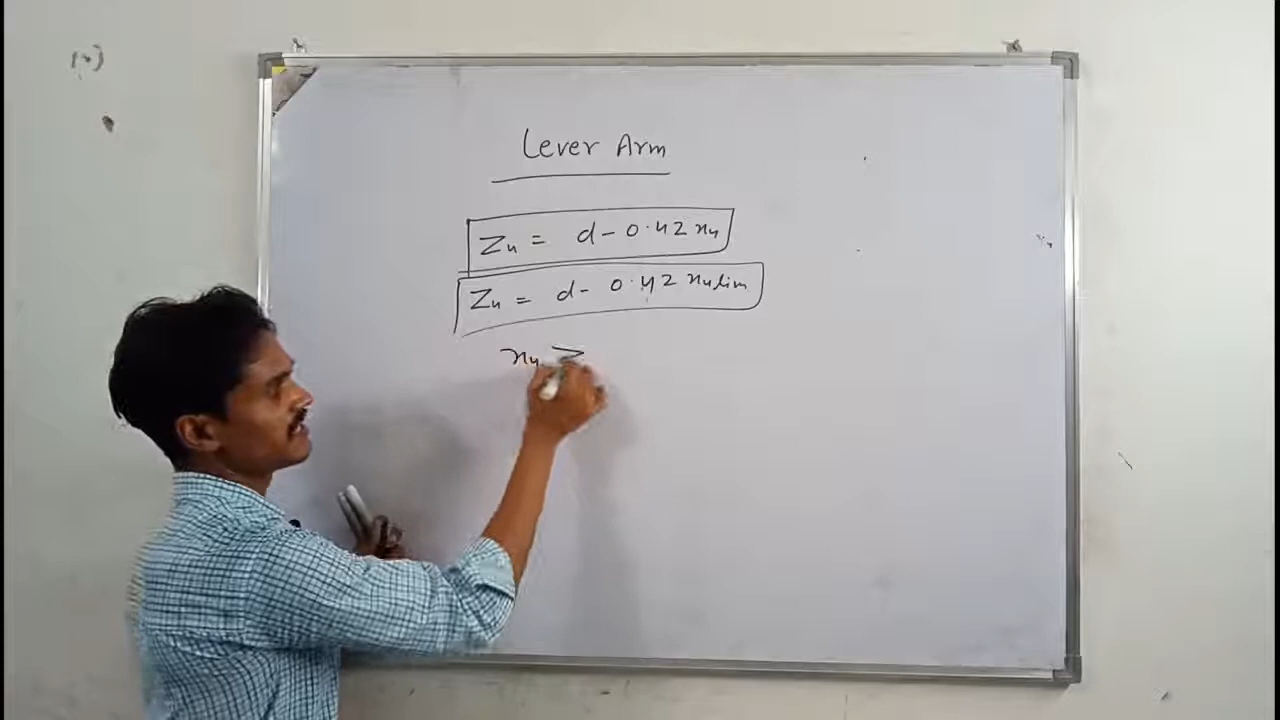 Lever Arm
Zu = d - 0.42 xu
Zu = d - 0.42 xulim
xu >